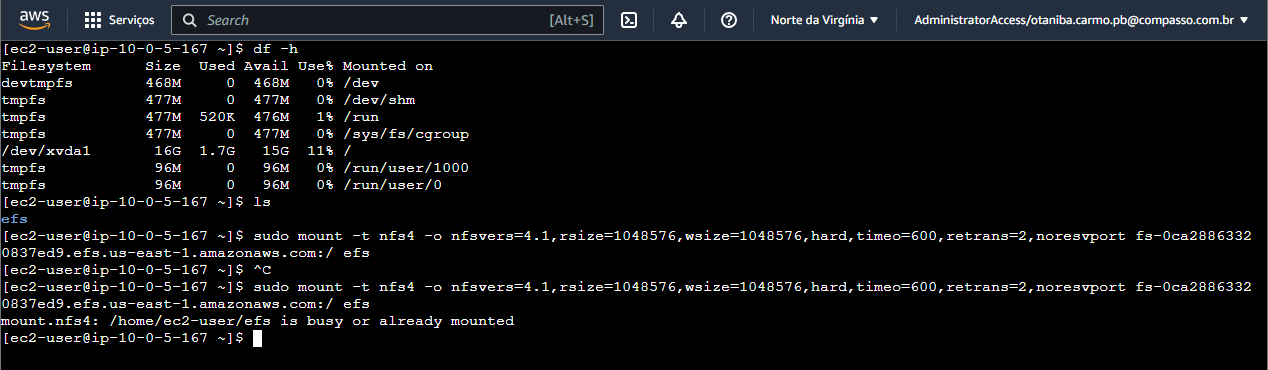 aws Serviços Search [Alt+S] Norte da Virgínia AdministratorAccess/otaniba.carmo.pb@compasso.com.br
[ec2-user@ip-10-0-5-167 ~]$ df -h
Filesystem Size Used Avail Use% Mounted on
devtmpfs 468M 0 468M 0% /dev
tmpfs 477M 0 477M 0% /dev/shm
tmpfs 477M 520K 476M 1% /run
tmpfs 477M 0 477M 0% /sys/fs/cgroup
/dev/xvda1 16G 1.7G 15G 11% /
tmpfs 96M 0 96M 0% /run/user/1000
tmpfs 96M 0 96M 0% /run/user/0
[ec2-user@ip-10-0-5-167 ~]$ ls
efs
[ec2-user@ip-10-0-5-167 ~]$ sudo mount -t nfs4 -o nfsvers=4.1,rsize=1048576,wsize=1048576,hard,timeo=600,retrans=2,noresvport fs-0ca2886332
0837ed9.efs.us-east-1.amazonaws.com:/ efs
[ec2-user@ip-10-0-5-167 ~]$ ^C
[ec2-user@ip-10-0-5-167 ~]$ sudo mount -t nfs4 -o nfsvers=4.1,rsize=1048576,wsize=1048576,hard,timeo=600,retrans=2,noresvport fs-0ca2886332
0837ed9.efs.us-east-1.amazonaws.com:/ efs
mount.nfs4: /home/ec2-user/efs is busy or already mounted
[ec2-user@ip-10-0-5-167 ~]$